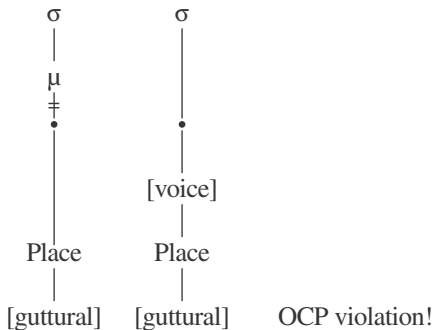 σ σ
μ
[voice]
Place Place
[guttural] [guttural] OCP violation!